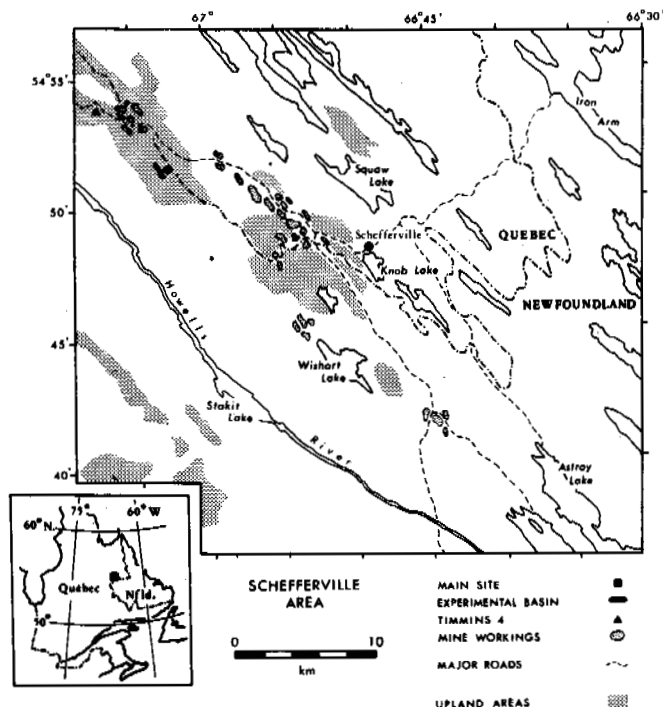 67°
66°45'
66°30
54°55'
50'
45'
40'
Iron
Arm
Squaw
Lake
Schefferville
QUEBEC
Knob Lake
NEWFOUNDLAND
Howells
River
Wishart
Lake
Stakit
Lake
Astray
Lake
75°
60°W
60°N
Quebec
Nfld.
50°
SCHEFFERVILLE
AREA
0 10
km
MAIN SITE
EXPERIMENTAL BASIN
TIMMINS 4
MINE WORKINGS
MAJOR ROADS
UPLAND AREAS